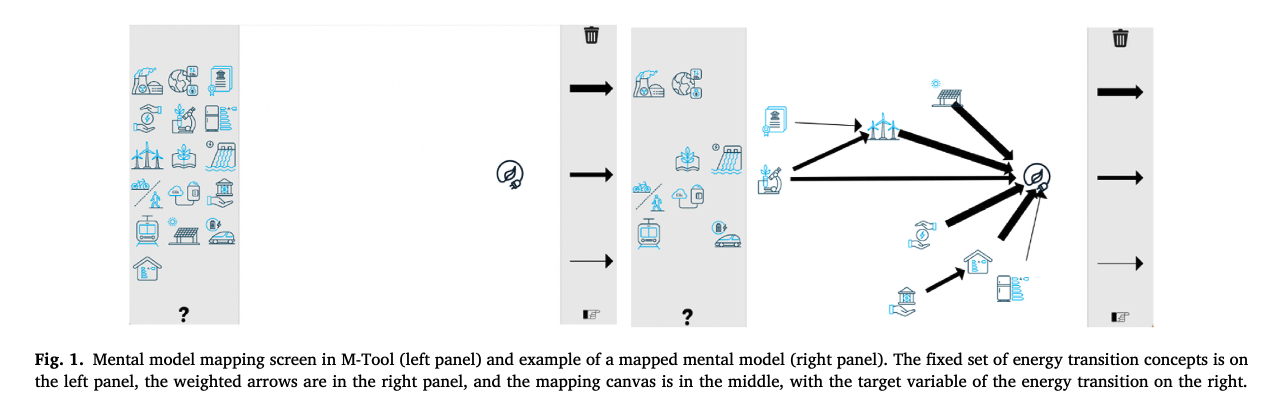 ?
?
Fig. 1. Mental model mapping screen in M-Tool (left panel) and example of a mapped mental model (right panel). The fixed set of energy transition concepts is on
the left panel, the weighted arrows are in the right panel, and the mapping canvas is in the middle, with the target variable of the energy transition on the right.